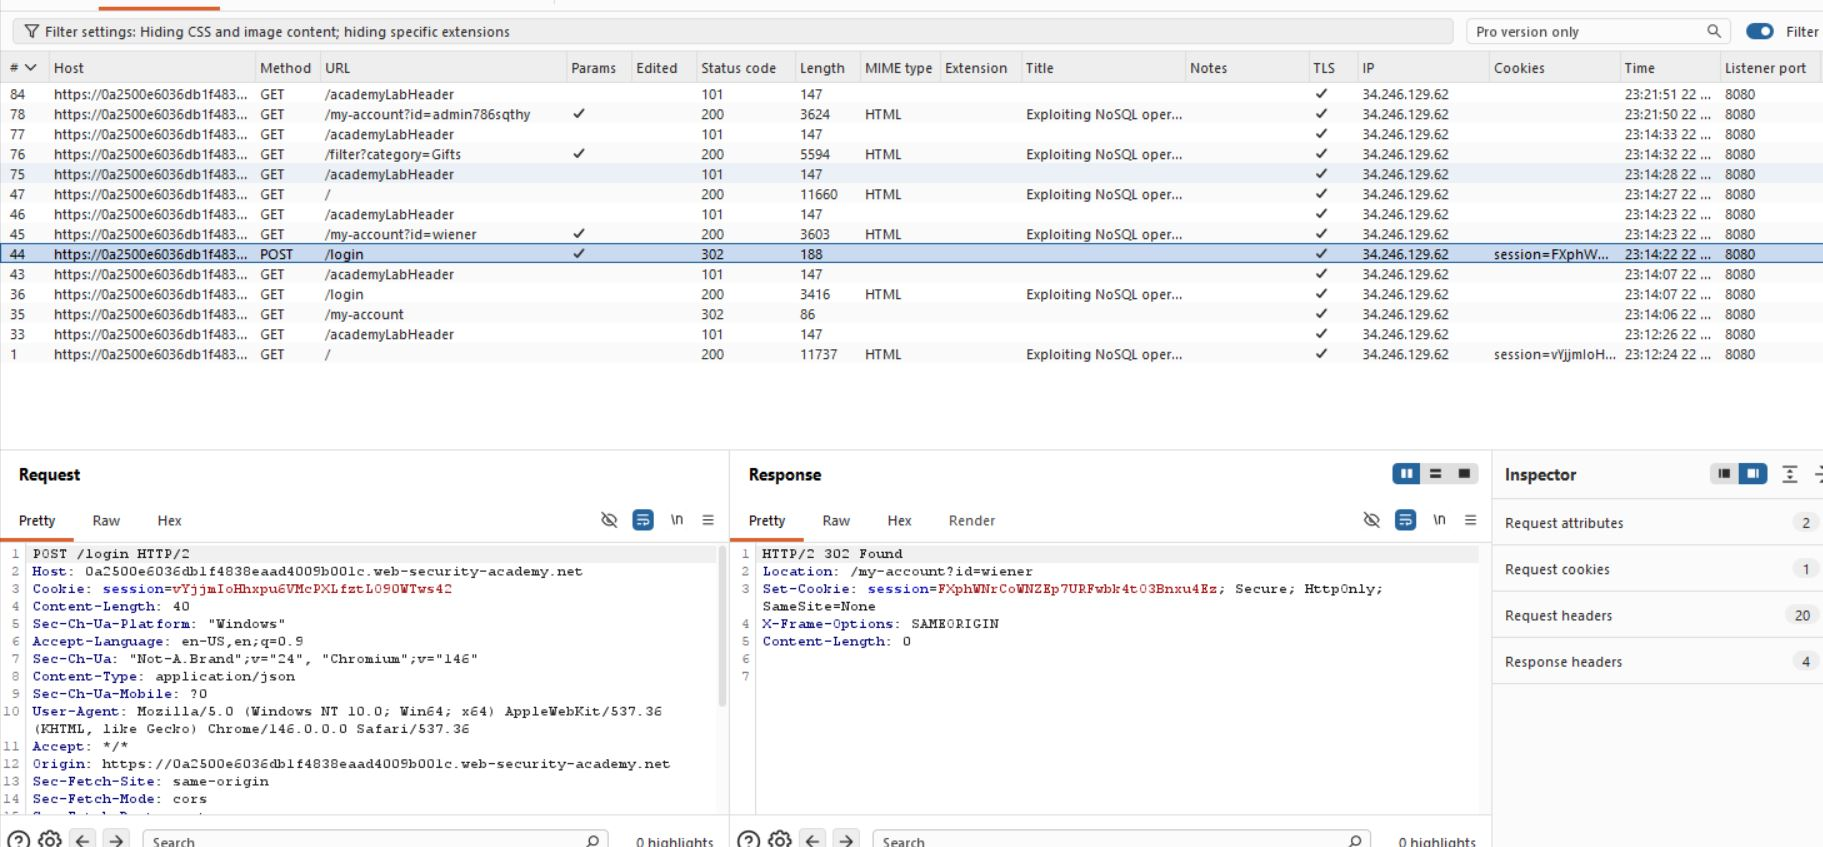 Filter settings: Hiding CSS and image content; hiding specific extensions
Pro version only
Filter
# Host Method URL Params Edited Status code Length MIME type Extension Title Notes TLS IP Cookies Time Listener port
84 https://0a2500e6036db1f483... GET /academyLabHeader 101 147 ✓ 34.246.129.62 23:21:51 22 ... 8080
78 https://0a2500e6036db1f483... GET /my-account?id=admin786sqthy ✓ 200 3624 HTML Exploiting NoSQL oper... ✓ 34.246.129.62 23:21:50 22 ... 8080
77 https://0a2500e6036db1f483... GET /academyLabHeader 101 147 ✓ 34.246.129.62 23:14:33 22 ... 8080
76 https://0a2500e6036db1f483... GET /filter?category=Gifts ✓ 200 5594 HTML Exploiting NoSQL oper... ✓ 34.246.129.62 23:14:32 22 ... 8080
75 https://0a2500e6036db1f483... GET /academyLabHeader 101 147 ✓ 34.246.129.62 23:14:28 22 ... 8080
47 https://0a2500e6036db1f483... GET / 200 11660 HTML Exploiting NoSQL oper... ✓ 34.246.129.62 23:14:27 22 ... 8080
46 https://0a2500e6036db1f483... GET /academyLabHeader 101 147 ✓ 34.246.129.62 23:14:23 22 ... 8080
45 https://0a2500e6036db1f483... GET /my-account?id=wiener ✓ 200 3603 HTML Exploiting NoSQL oper... ✓ 34.246.129.62 23:14:23 22 ... 8080
44 https://0a2500e6036db1f483... POST /login ✓ 302 188 ✓ 34.246.129.62 session=FXphW... 23:14:22 22 ... 8080
43 https://0a2500e6036db1f483... GET /academyLabHeader 101 147 ✓ 34.246.129.62 23:14:07 22 ... 8080
36 https://0a2500e6036db1f483... GET /login 200 3416 HTML Exploiting NoSQL oper... ✓ 34.246.129.62 23:14:07 22 ... 8080
35 https://0a2500e6036db1f483... GET /my-account 302 86 ✓ 34.246.129.62 23:14:06 22 ... 8080
33 https://0a2500e6036db1f483... GET /academyLabHeader 101 147 ✓ 34.246.129.62 23:12:26 22 ... 8080
1 https://0a2500e6036db1f483... GET / 200 11737 HTML Exploiting NoSQL oper... ✓ 34.246.129.62 session=vYjjmIoH... 23:12:24 22 ... 8080
Request
Pretty Raw Hex \n
1 POST /login HTTP/2
2 Host: 0a2500e6036db1f4838eaad4009b001c.web-security-academy.net
3 Cookie: session=vYjjmIoHhxpu6VMcPXLfztLO90WTws42
4 Content-Length: 40
5 Sec-Ch-Ua-Platform: "Windows"
6 Accept-Language: en-US,en;q=0.9
7 Sec-Ch-Ua: "Not-A.Brand";v="24", "Chromium";v="146"
8 Content-Type: application/json
9 Sec-Ch-Ua-Mobile: ?0
10 User-Agent: Mozilla/5.0 (Windows NT 10.0; Win64; x64) AppleWebKit/537.36
(KHTML, like Gecko) Chrome/146.0.0.0 Safari/537.36
11 Accept: */*
12 Origin: https://0a2500e6036db1f4838eaad4009b001c.web-security-academy.net
13 Sec-Fetch-Site: same-origin
14 Sec-Fetch-Mode: cors
Search
0 highlights
Response
Pretty Raw Hex Render \n
1 HTTP/2 302 Found
2 Location: /my-account?id=wiener
3 Set-Cookie: session=FXphWNrCoWNZEp7URFwbk4tO3Bnxu4Ez; Secure; HttpOnly;
SameSite=None
4 X-Frame-Options: SAMEORIGIN
5 Content-Length: 0
6
7
Search
0 highlights
Inspector
Request attributes 2
Request cookies 1
Request headers 20
Response headers 4